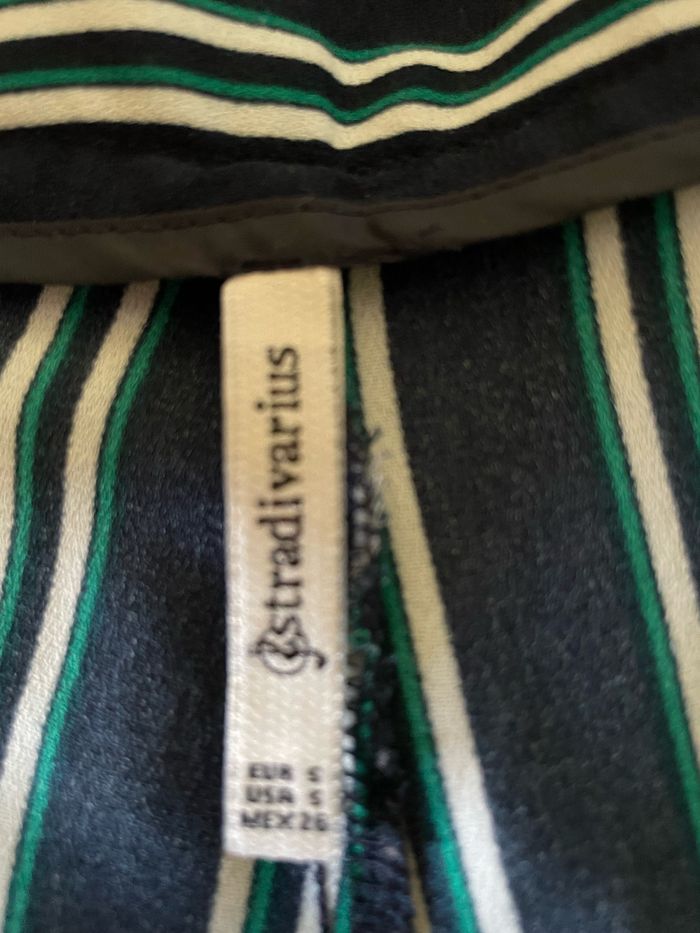 stradivarius
EUR S
USA S
MEX 26